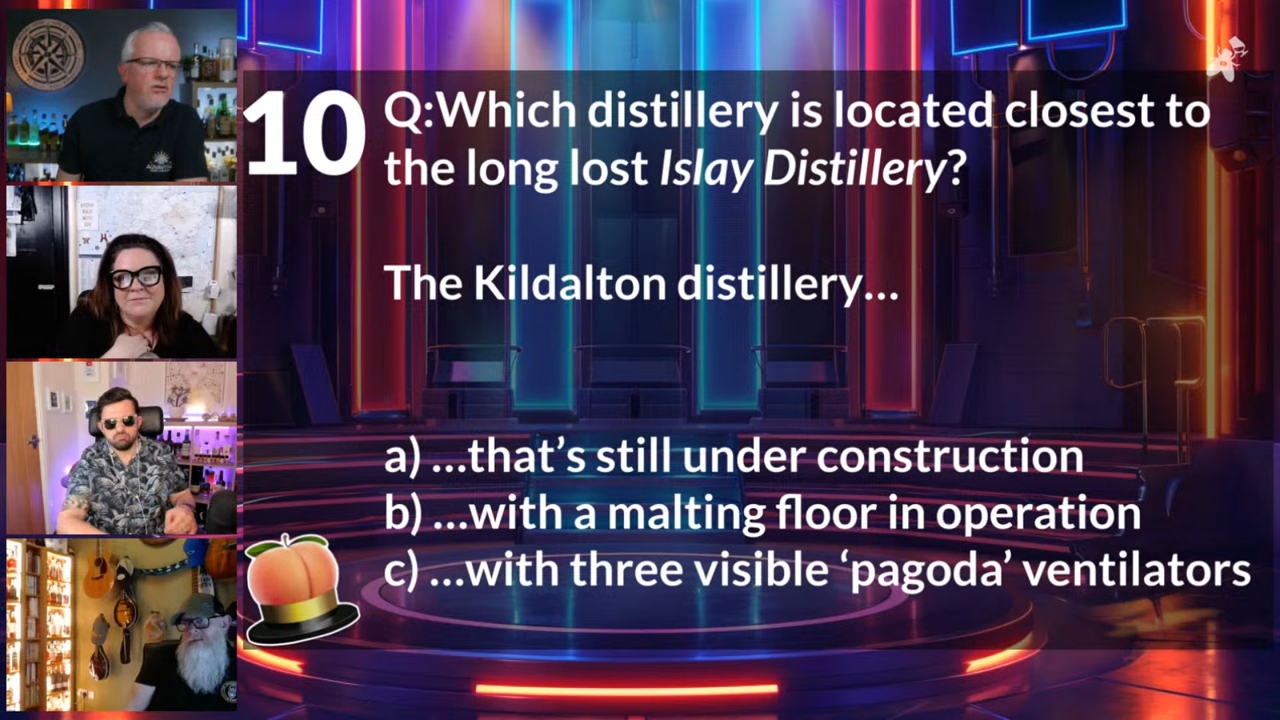 10
Q:Which distillery is located closest to
the long lost Islay Distillery?
The Kildalton distillery...
a) ...that's still under construction
b) ...with a malting floor in operation
c) ...with three visible ‘pagoda’ ventilators